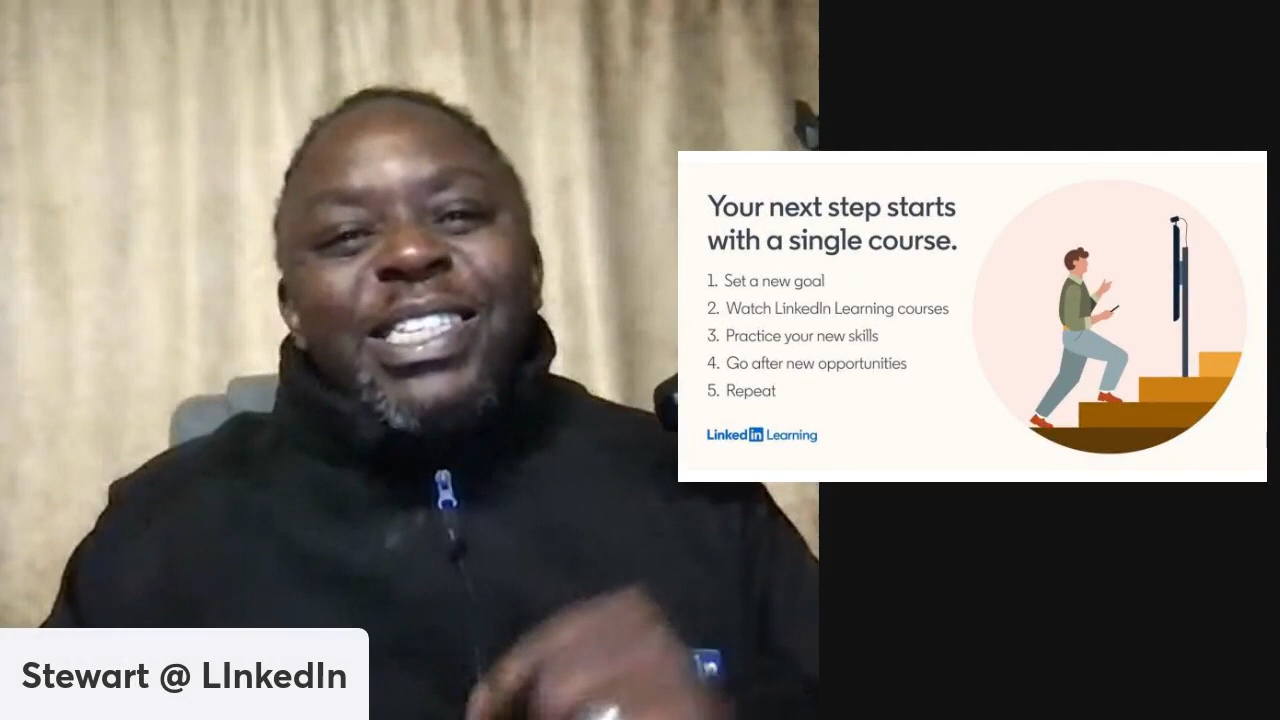 Your next step starts
with a single course.
1. Set a new goal
2. Watch LinkedIn Learning courses
3. Practice your new skills
4. Go after new opportunities
5. Repeat
Linked in Learning
in
Stewart @ LInkedIn